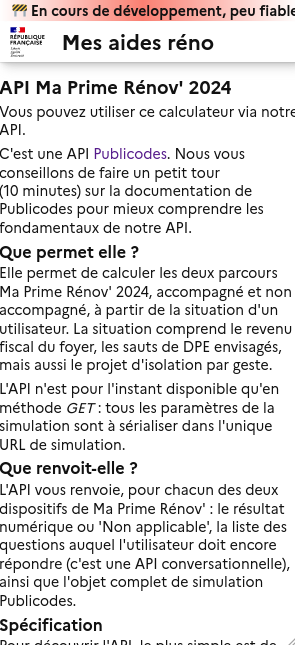 🚧 En cours de développement, peu fiable
RÉPUBLIQUE
FRANÇAISE
Mes aides réno
API Ma Prime Rénov' 2024
Vous pouvez utiliser ce calculateur via notre
API.
C'est une API Publicodes. Nous vous
conseillons de faire un petit tour
(10 minutes) sur la documentation de
Publicodes pour mieux comprendre les
fondamentaux de notre API.
Que permet elle ?
Elle permet de calculer les deux parcours
Ma Prime Rénov' 2024, accompagné et non
accompagné, à partir de la situation d'un
utilisateur. La situation comprend le revenu
fiscal du foyer, les sauts de DPE envisagés,
mais aussi le projet d'isolation par geste.
L'API n'est pour l'instant disponible qu'en
méthode GET : tous les paramètres de la
simulation sont à sérialiser dans l'unique
URL de simulation.
Que renvoit-elle ?
L'API vous renvoie, pour chacun des deux
dispositifs de Ma Prime Rénov' : le résultat
numérique ou 'Non applicable', la liste des
questions auquel l'utilisateur doit encore
répondre (c'est une API conversationnelle),
ainsi que l'objet complet de simulation
Publicodes.
Spécification
Pour découvrir l'API, le plus simple est de